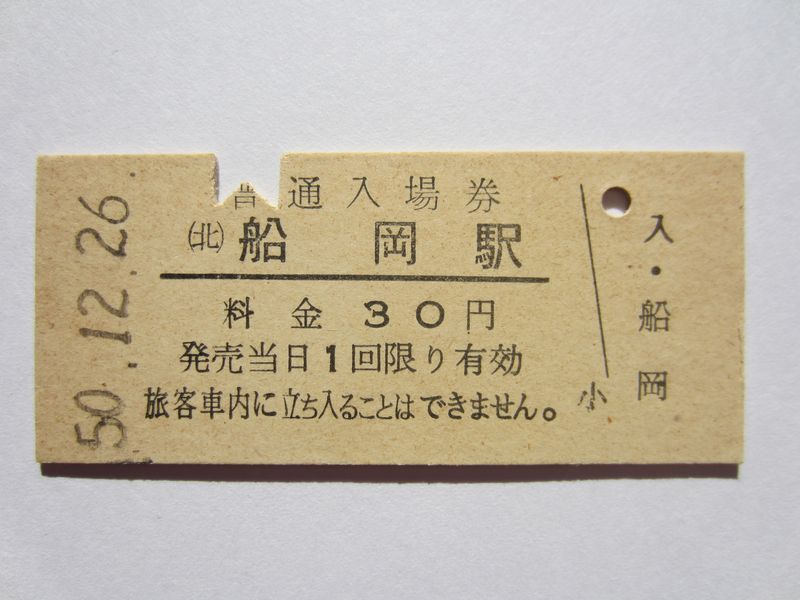 普通入場券
㈫船岡駅
料金30円
発売当日1回限り有効
旅客車内に立ち入ることはできません。
50.12.26.
小
入・船岡